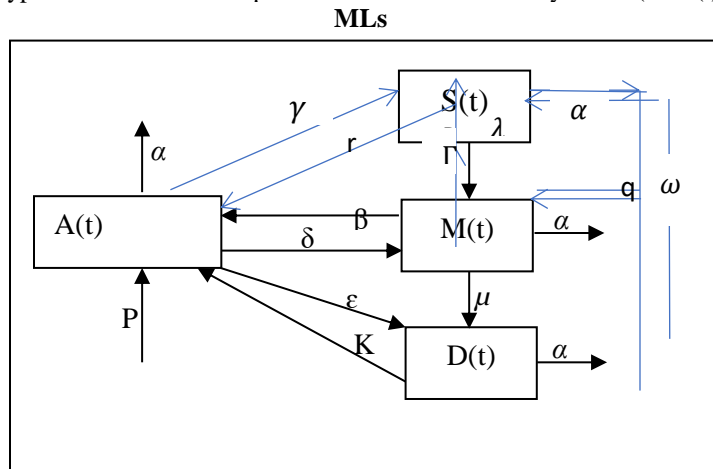 MLs
S(t)
γ
α
α
λ
r
Γ
q
ω
A(t)
β
M(t)
α
δ
μ
ε
P
K
D(t)
α